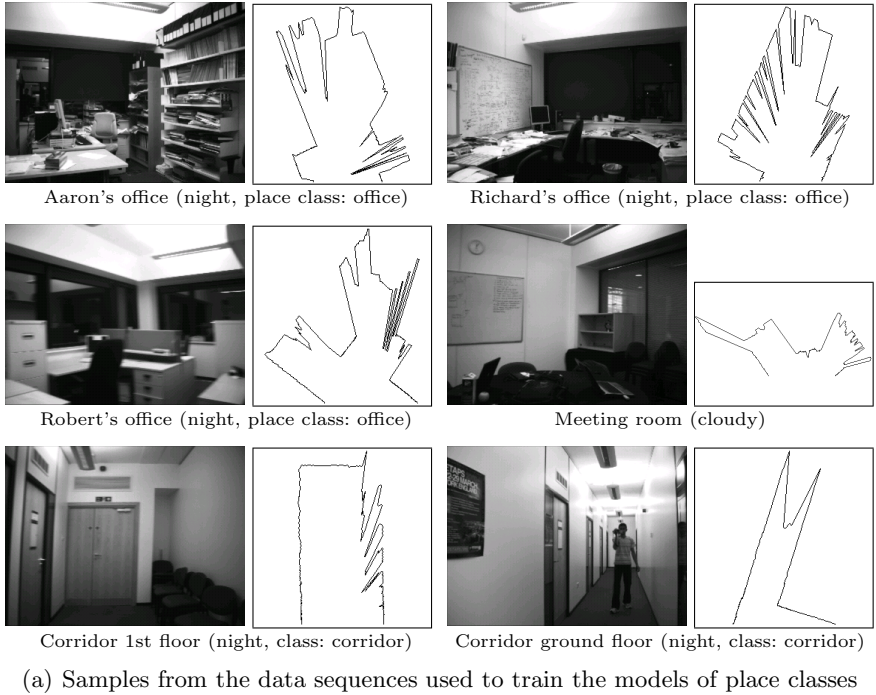 Aaron's office (night, place class: office)
Richard's office (night, place class: office)
Robert's office (night, place class: office)
Meeting room (cloudy)
ETAPS
Corridor 1st floor (night, class: corridor)
Corridor ground floor (night, class: corridor)
(a) Samples from the data sequences used to train the models of place classes